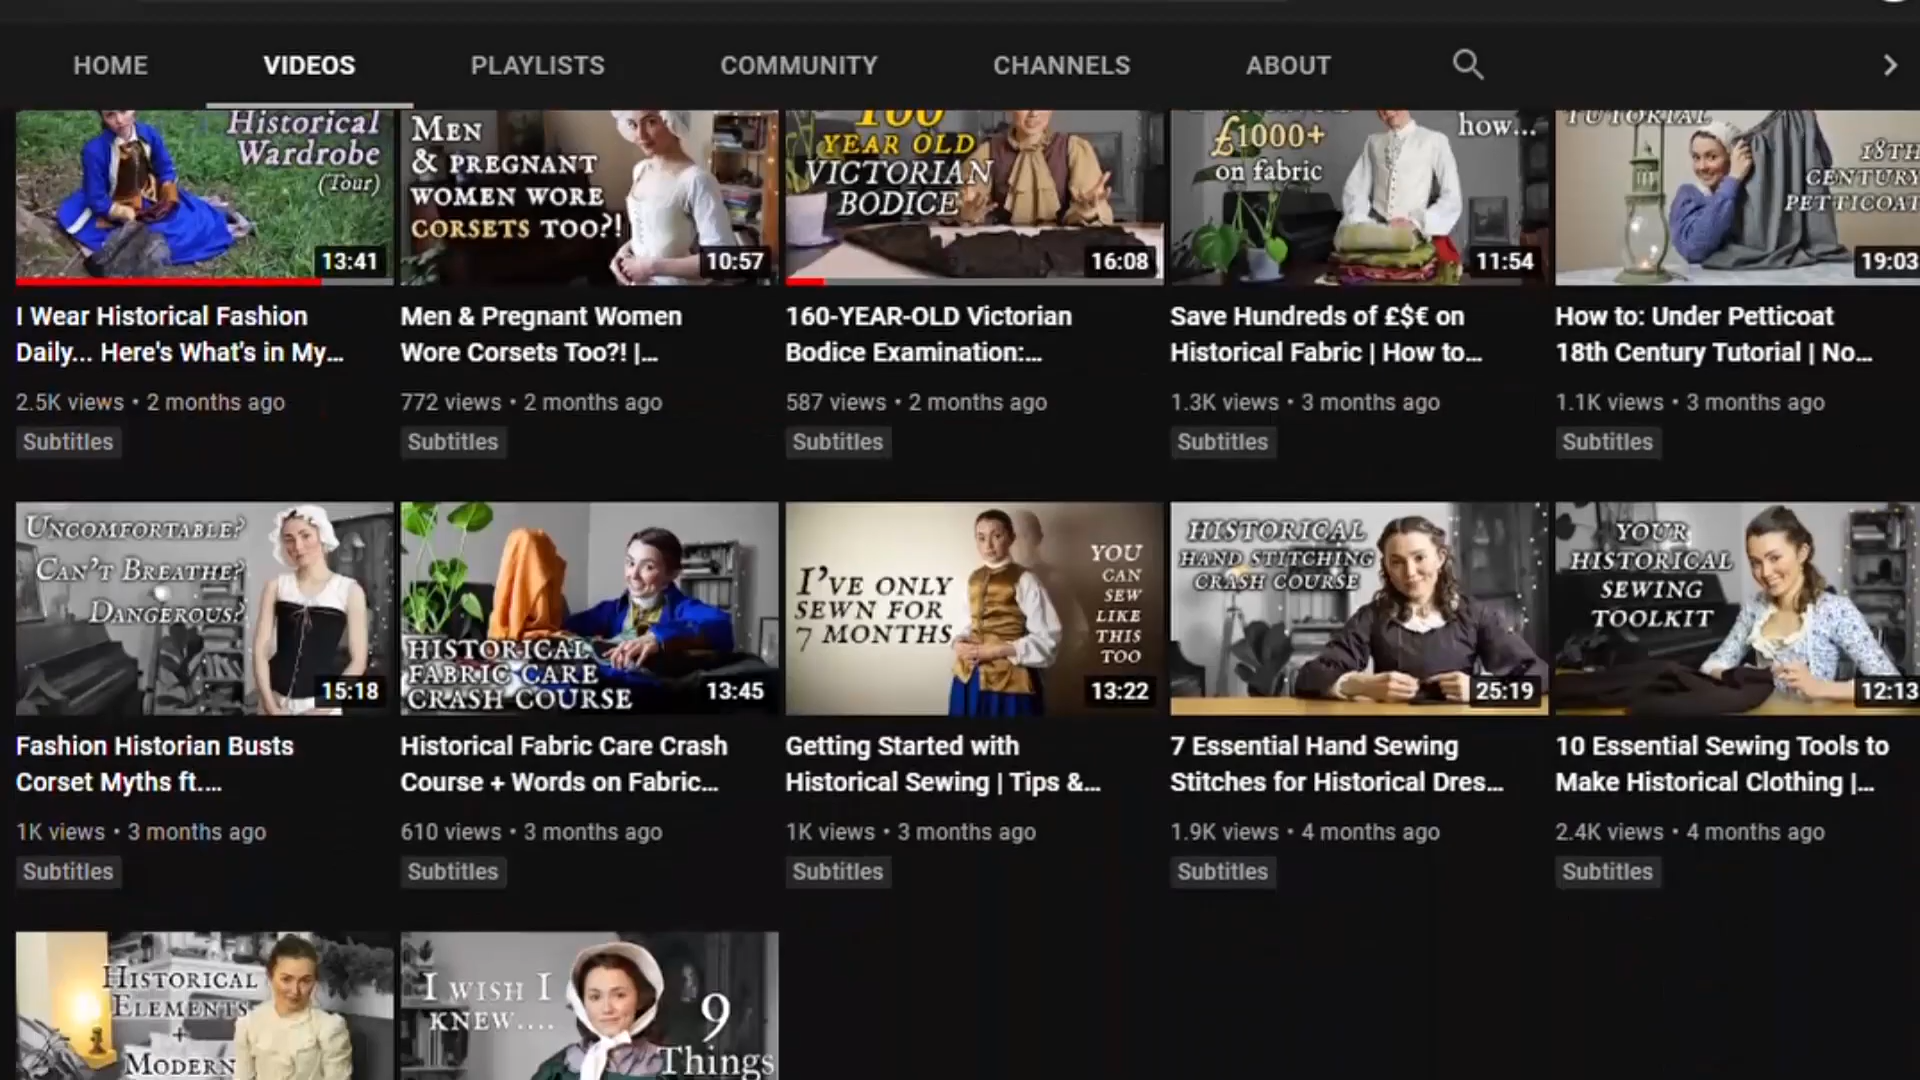 HOME
VIDEOS
PLAYLISTS
COMMUNITY
CHANNELS
ABOUT
Historical
Wardrobe
(Tour)
13:41
MEN
& PREGNANT
WOMEN WORE
CORSETS TOO?!
10:57
160
YEAR OLD
VICTORIAN
BODICE
16:08
£1000+
on fabric
how...
11:54
TUTORIAL
18TH
CENTURY
PETTICOAT
19:03
I Wear Historical Fashion
Daily... Here's What's in My...
2.5K views • 2 months ago
Subtitles
Men & Pregnant Women
Wore Corsets Too?! |...
772 views • 2 months ago
Subtitles
160-YEAR-OLD Victorian
Bodice Examination:...
587 views • 2 months ago
Subtitles
Save Hundreds of £$€ on
Historical Fabric | How to...
1.3K views • 3 months ago
Subtitles
How to: Under Petticoat
18th Century Tutorial | No...
1.1K views • 3 months ago
Subtitles
UNCOMFORTABLE?
CAN'T BREATHE?
DANGEROUS?
15:18
HISTORICAL
FABRIC CARE
CRASH COURSE
13:45
I'VE ONLY
SEWN FOR
7 MONTHS
YOU
CAN
SEW
LIKE
THIS
TOO
13:22
HISTORICAL
HAND STITCHING
CRASH COURSE
25:19
YOUR
HISTORICAL
SEWING
TOOLKIT
12:13
Fashion Historian Busts
Corset Myths ft....
1K views • 3 months ago
Subtitles
Historical Fabric Care Crash
Course + Words on Fabric...
610 views • 3 months ago
Subtitles
Getting Started with
Historical Sewing | Tips &...
1K views • 3 months ago
Subtitles
7 Essential Hand Sewing
Stitches for Historical Dres...
1.9K views • 4 months ago
Subtitles
10 Essential Sewing Tools to
Make Historical Clothing |...
2.4K views • 4 months ago
Subtitles
HISTORICAL
ELEMENTS
+
MODERN
I WISH I
KNEW....
9
Things